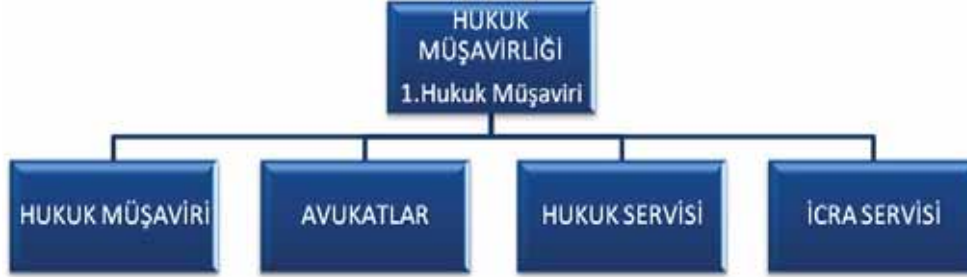 HUKUK
MÜŞAVİRLİĞİ
1.Hukuk Müşaviri
HUKUK MÜŞAVİRİ
AVUKATLAR
HUKUK SERVİSİ
İCRA SERVİSİ